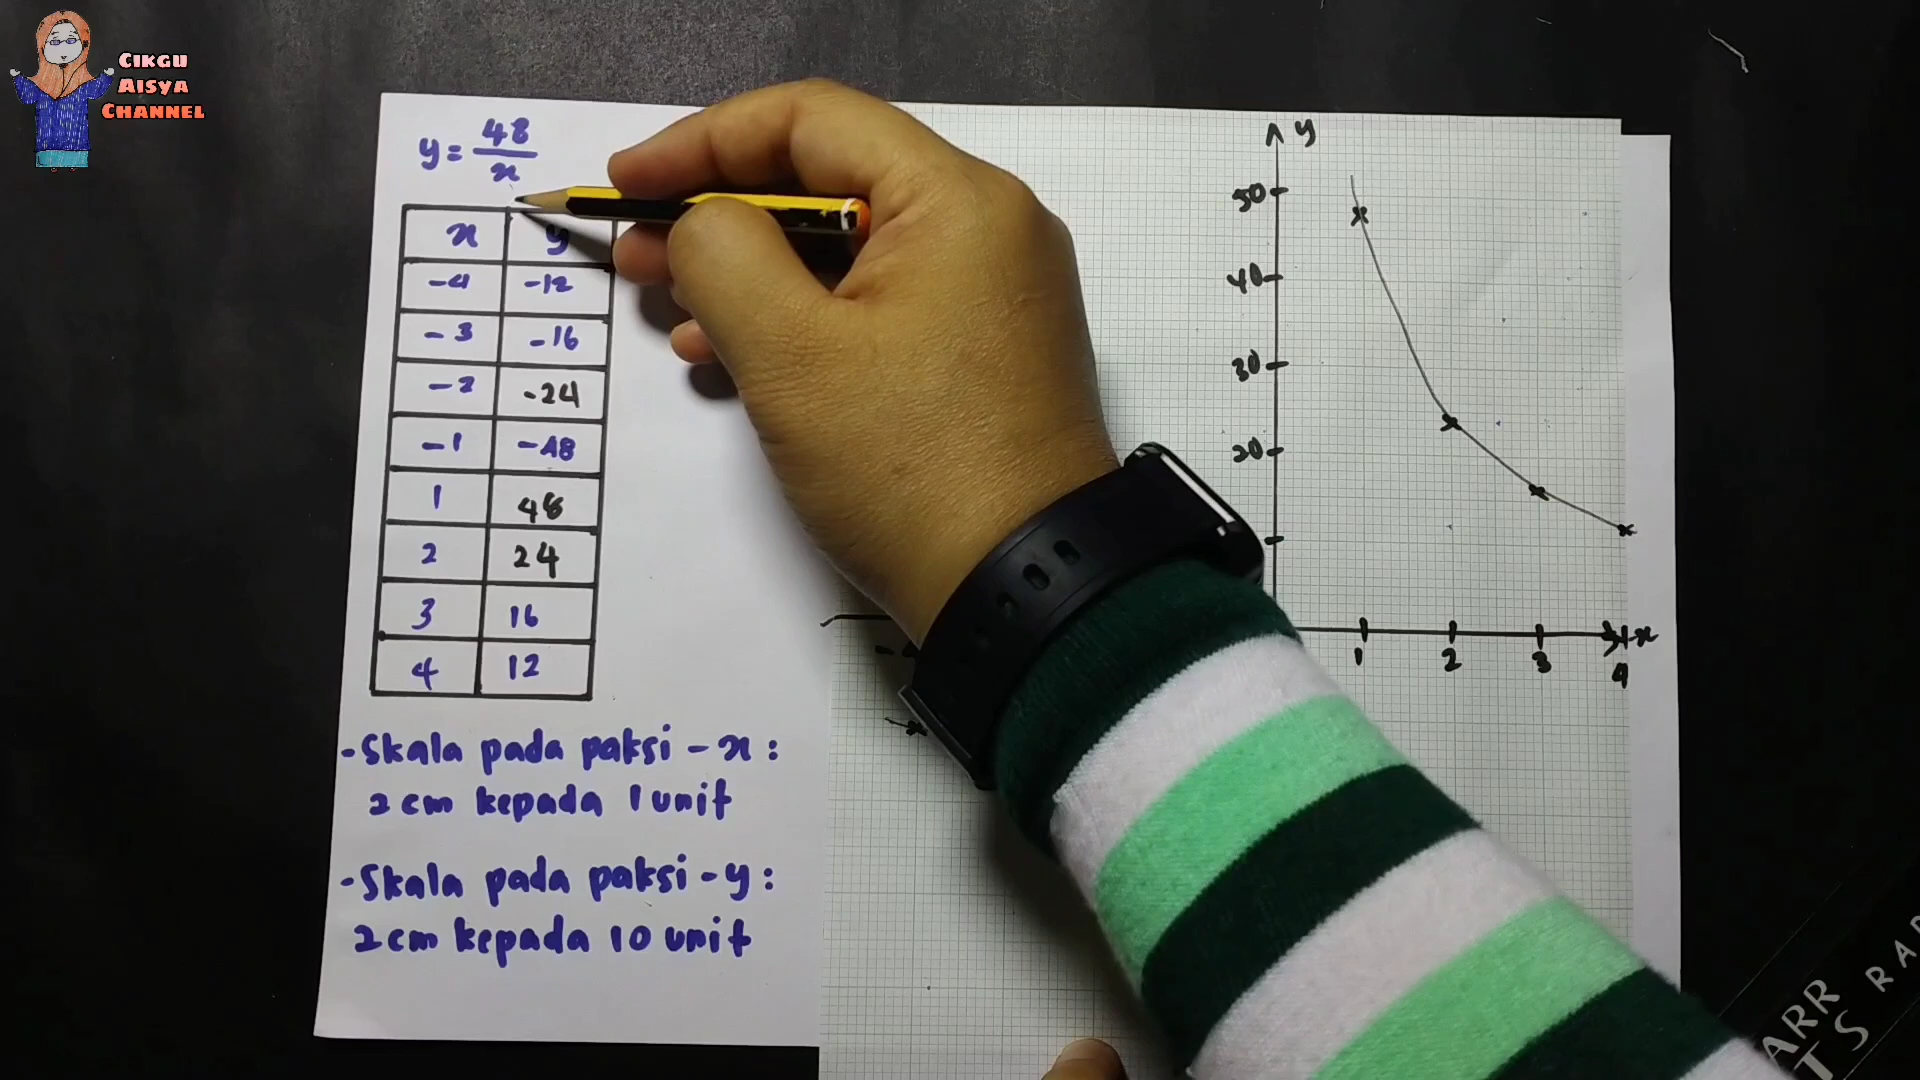 CIKGU
AISYA
CHANNEL
y = 48/x
x y
-4 -12
-3 -16
-2 -24
-1 -48
1 48
2 24
3 16
4 12
- Skala pada paksi - x :
2 cm kepada 1 unit
- Skala pada paksi - y :
2 cm kepada 10 unit
y
50
40
30
20
1 2 3 4 x